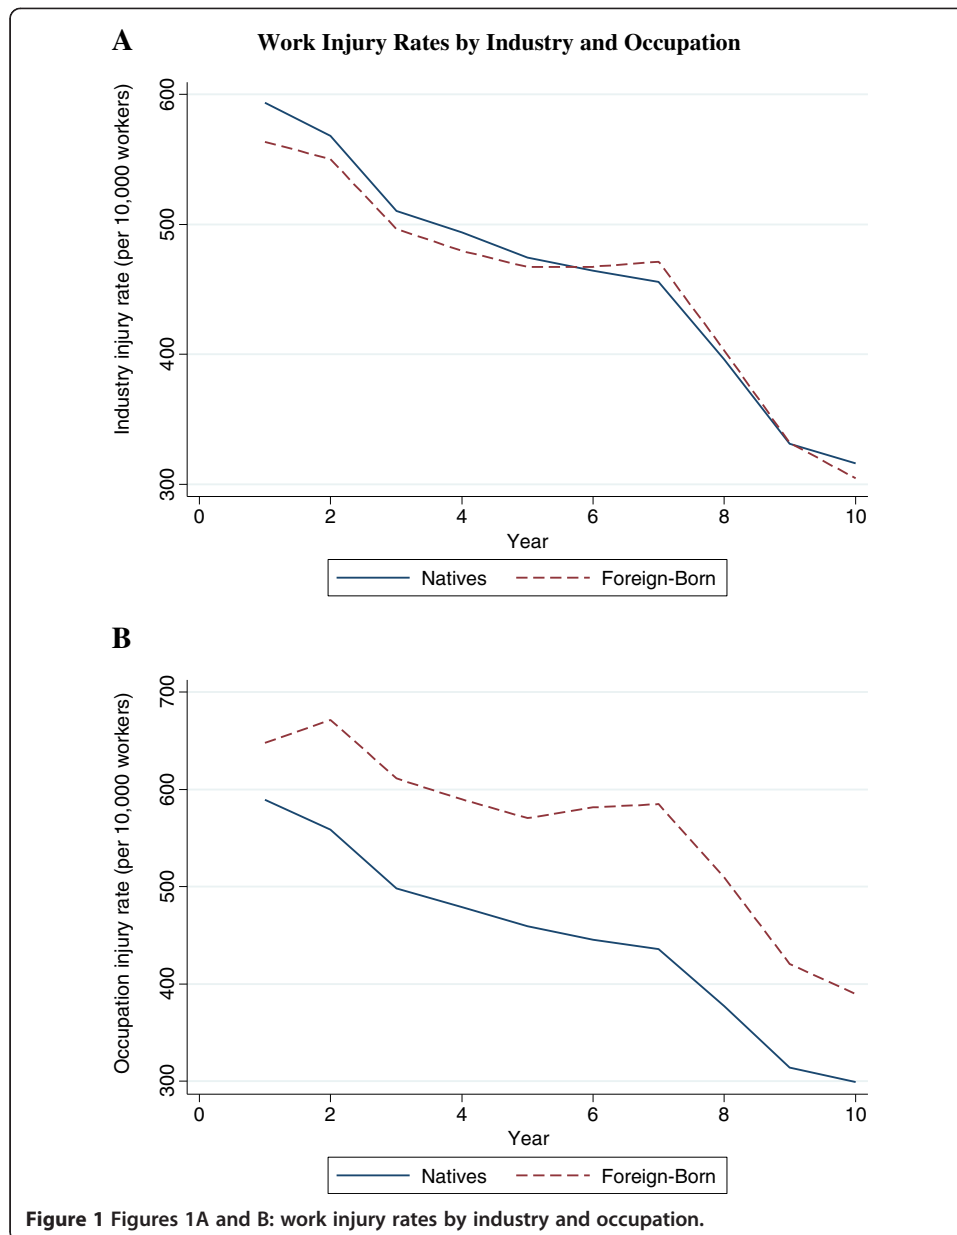 A
Work Injury Rates by Industry and Occupation
Industry injury rate (per 10,000 workers)
600
500
400
300
0 2 4 6 8 10
Year
Natives Foreign-Born
B
Occupation injury rate (per 10,000 workers)
700
600
500
400
300
0 2 4 6 8 10
Year
Natives Foreign-Born
Figure 1 Figures 1A and B: work injury rates by industry and occupation.